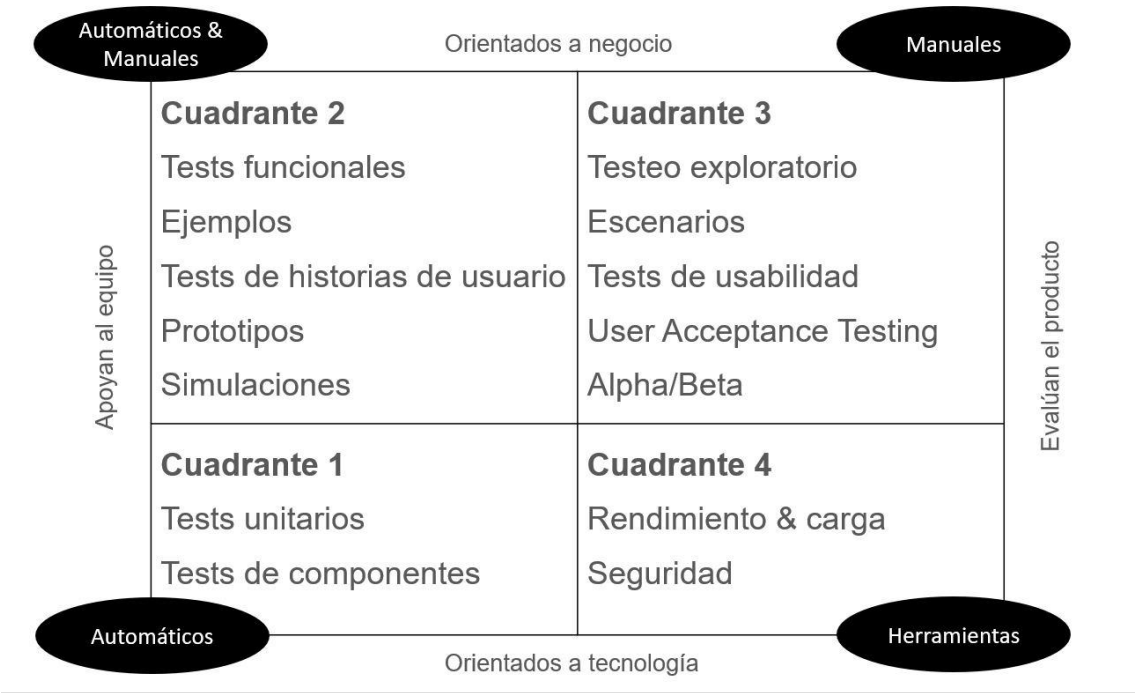 Automáticos &
Manuales
Orientados a negocio
Manuales
Cuadrante 2
Tests funcionales
Ejemplos
Tests de historias de usuario
Prototipos
Simulaciones
Cuadrante 3
Testeo exploratorio
Escenarios
Tests de usabilidad
User Acceptance Testing
Alpha/Beta
Apoyan al equipo
Evalúan el producto
Cuadrante 1
Tests unitarios
Tests de componentes
Cuadrante 4
Rendimiento & carga
Seguridad
Automáticos
Orientados a tecnología
Herramientas